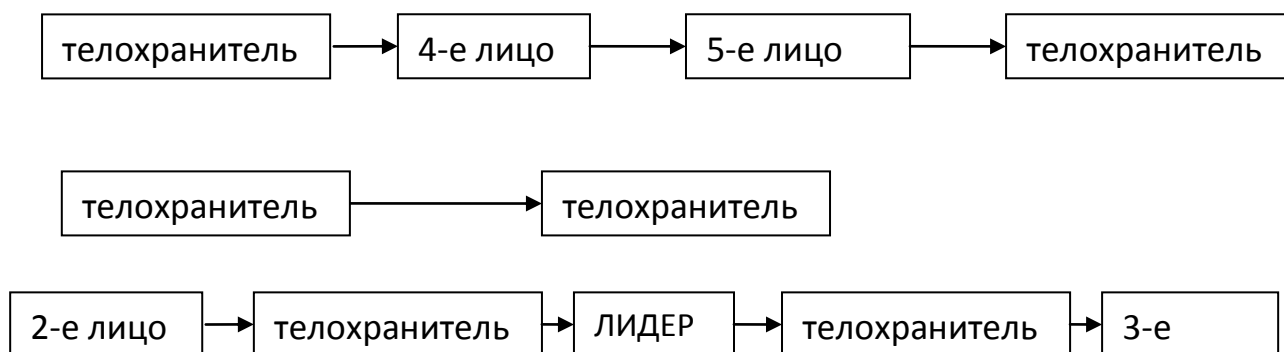 телохранитель 4-е лицо 5-е лицо телохранитель
телохранитель телохранитель
2-е лицо телохранитель ЛИДЕР телохранитель 3-е